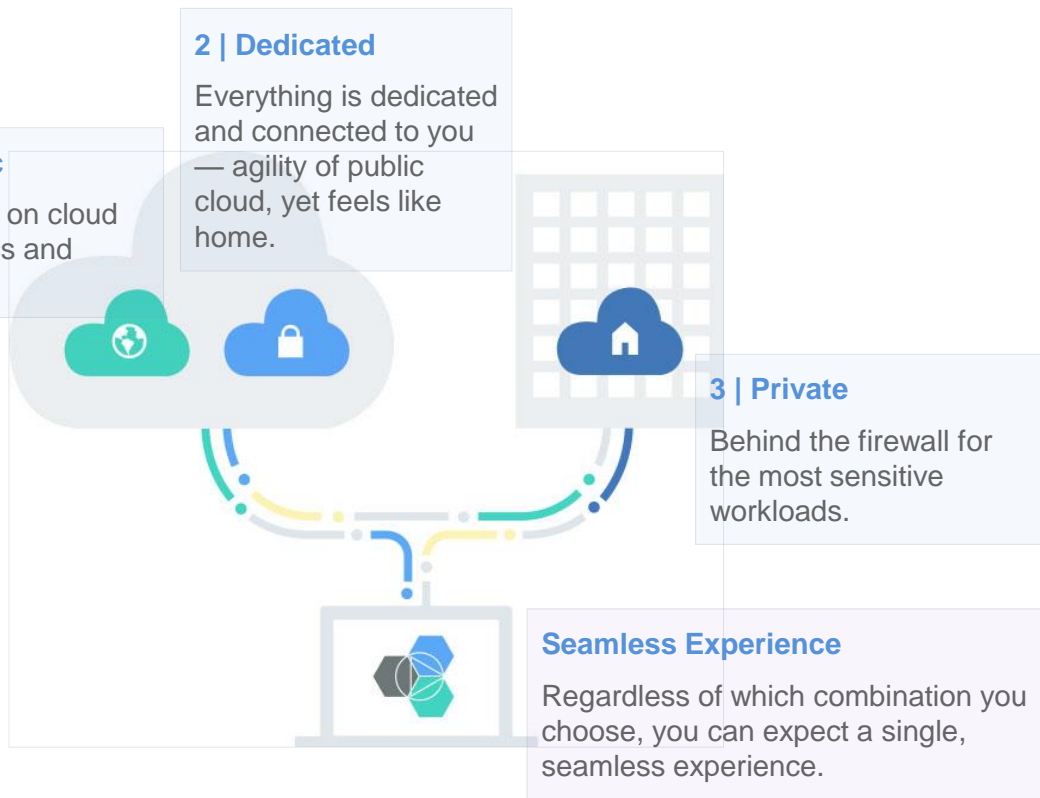 2 | Dedicated
Everything is dedicated
and connected to you
— agility of public
cloud, yet feels like
home.
on cloud
and
3 | Private
Behind the firewall for
the most sensitive
workloads.
Seamless Experience
Regardless of which combination you
choose, you can expect a single,
seamless experience.